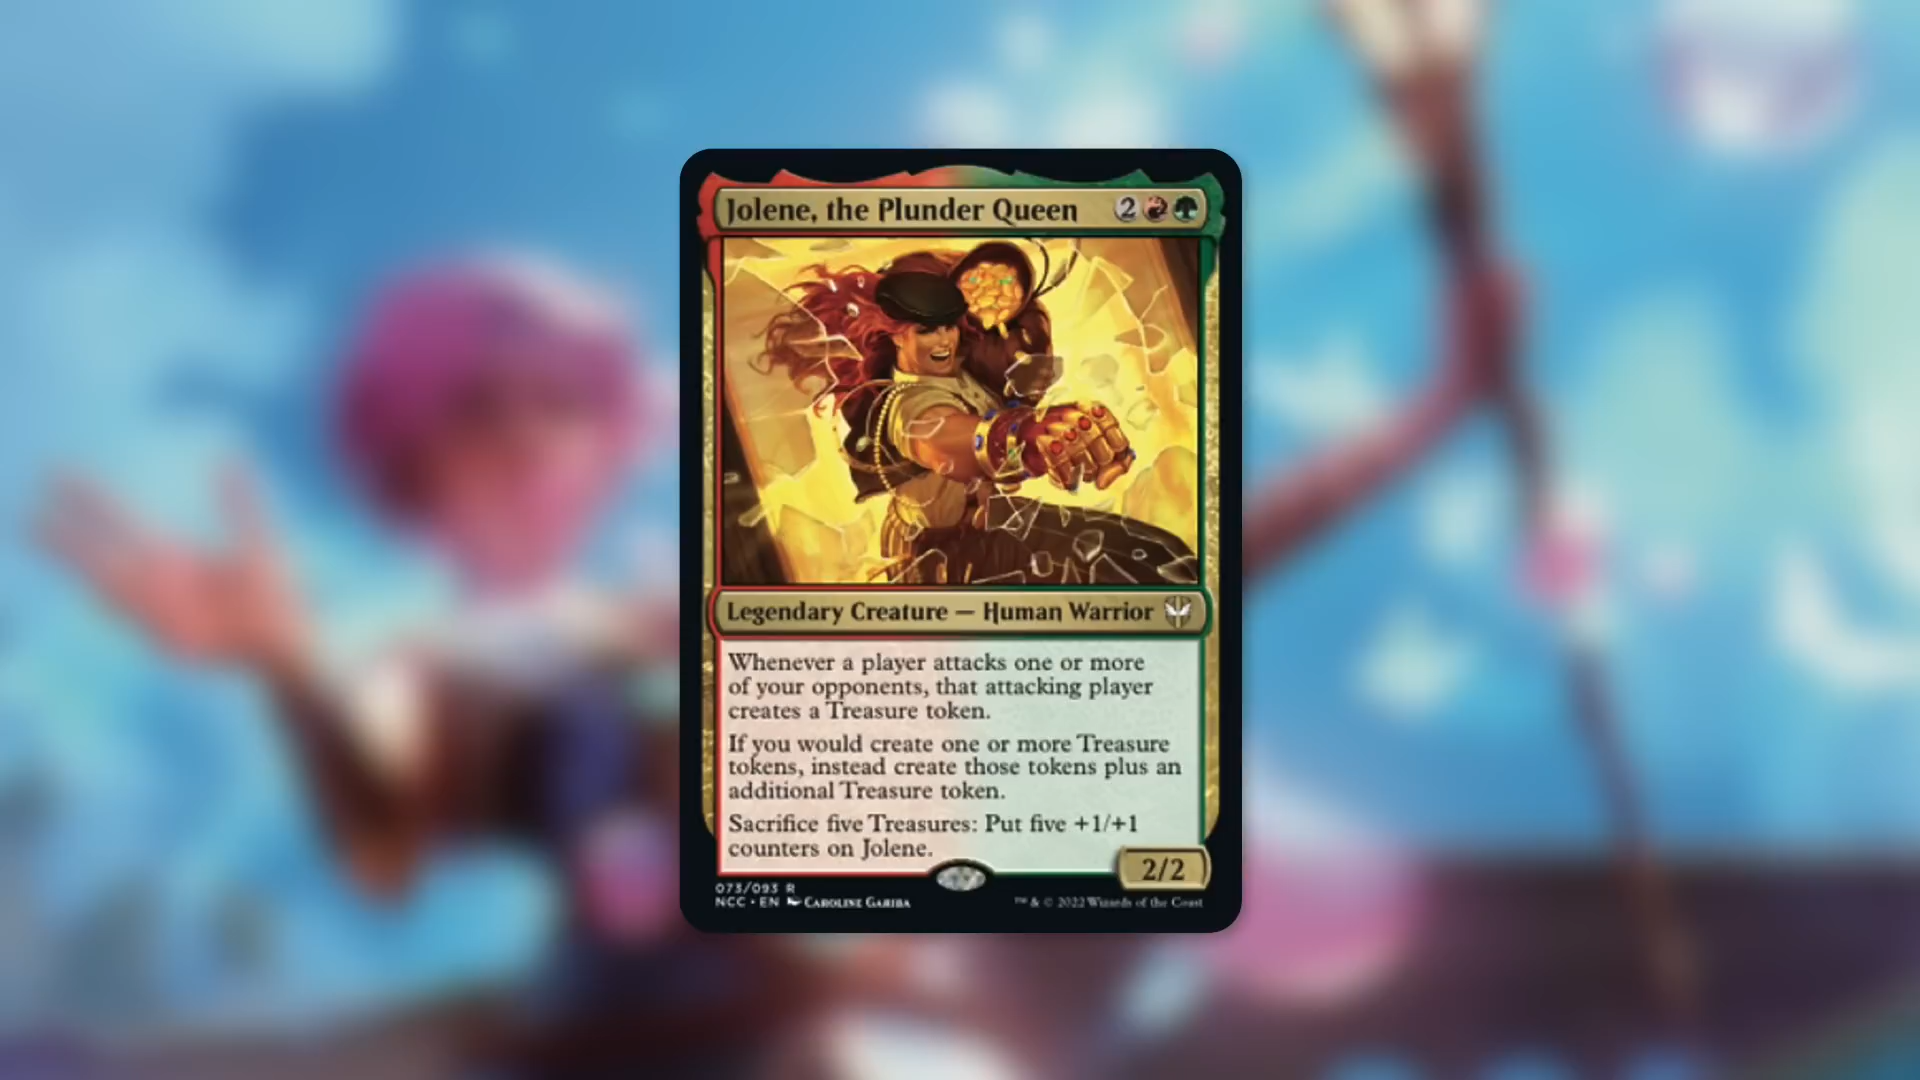 Jolene, the Plunder Queen 2
Legendary Creature — Human Warrior
Whenever a player attacks one or more
of your opponents, that attacking player
creates a Treasure token.
If you would create one or more Treasure
tokens, instead create those tokens plus an
additional Treasure token.
Sacrifice five Treasures: Put five +1/+1
counters on Jolene.
2/2
073/093 R
NCC • EN Caroline Gariba
™ & © 2022 Wizards of the Coast